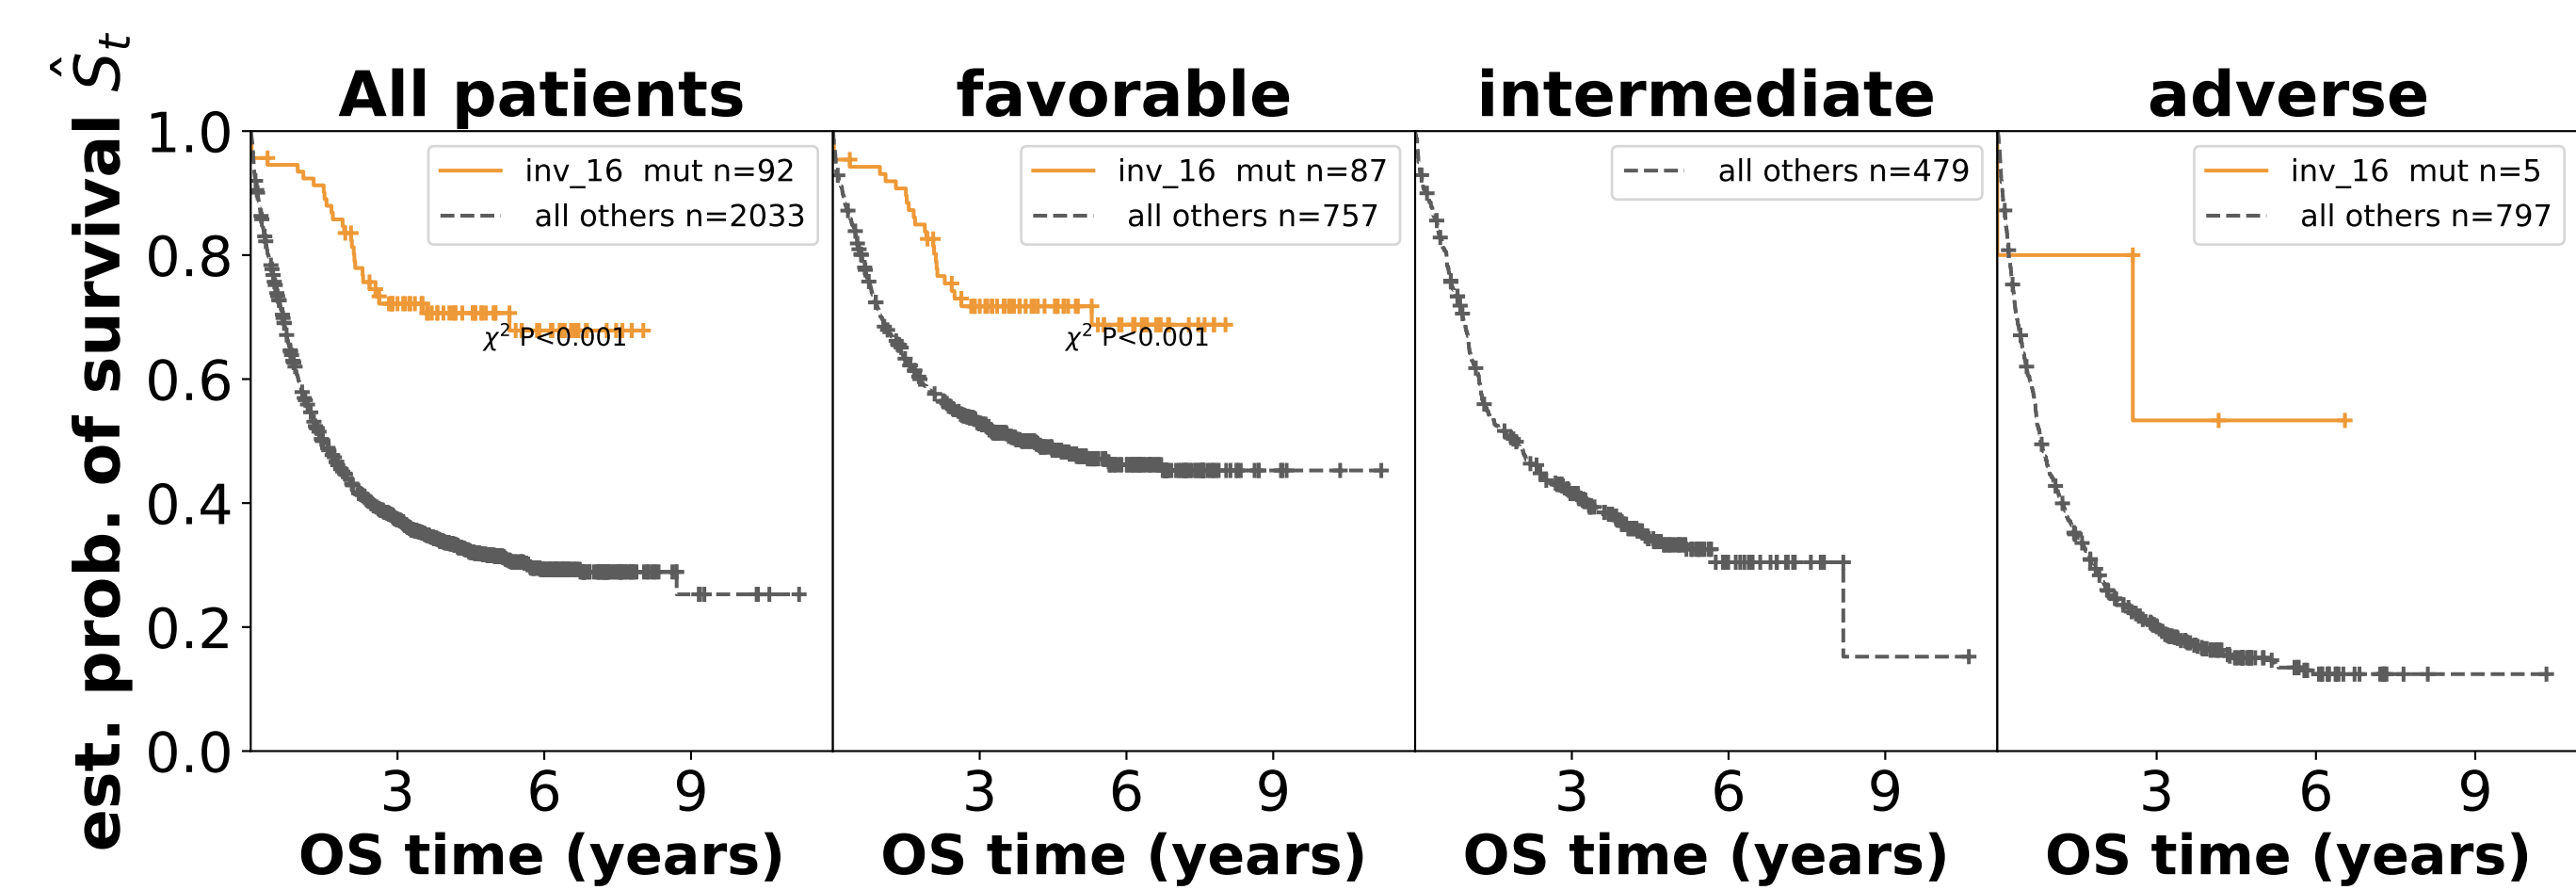 est. prob. of survival Ŝt
All patients
favorable
intermediate
adverse
1.0
0.8
0.6
0.4
0.2
0.0
inv_16  mut n=92
all others n=2033
χ² P<0.001
inv_16  mut n=87
all others n=757
χ² P<0.001
all others n=479
inv_16  mut n=5
all others n=797
3 6 9
3 6 9
3 6 9
3 6 9
OS time (years)
OS time (years)
OS time (years)
OS time (years)